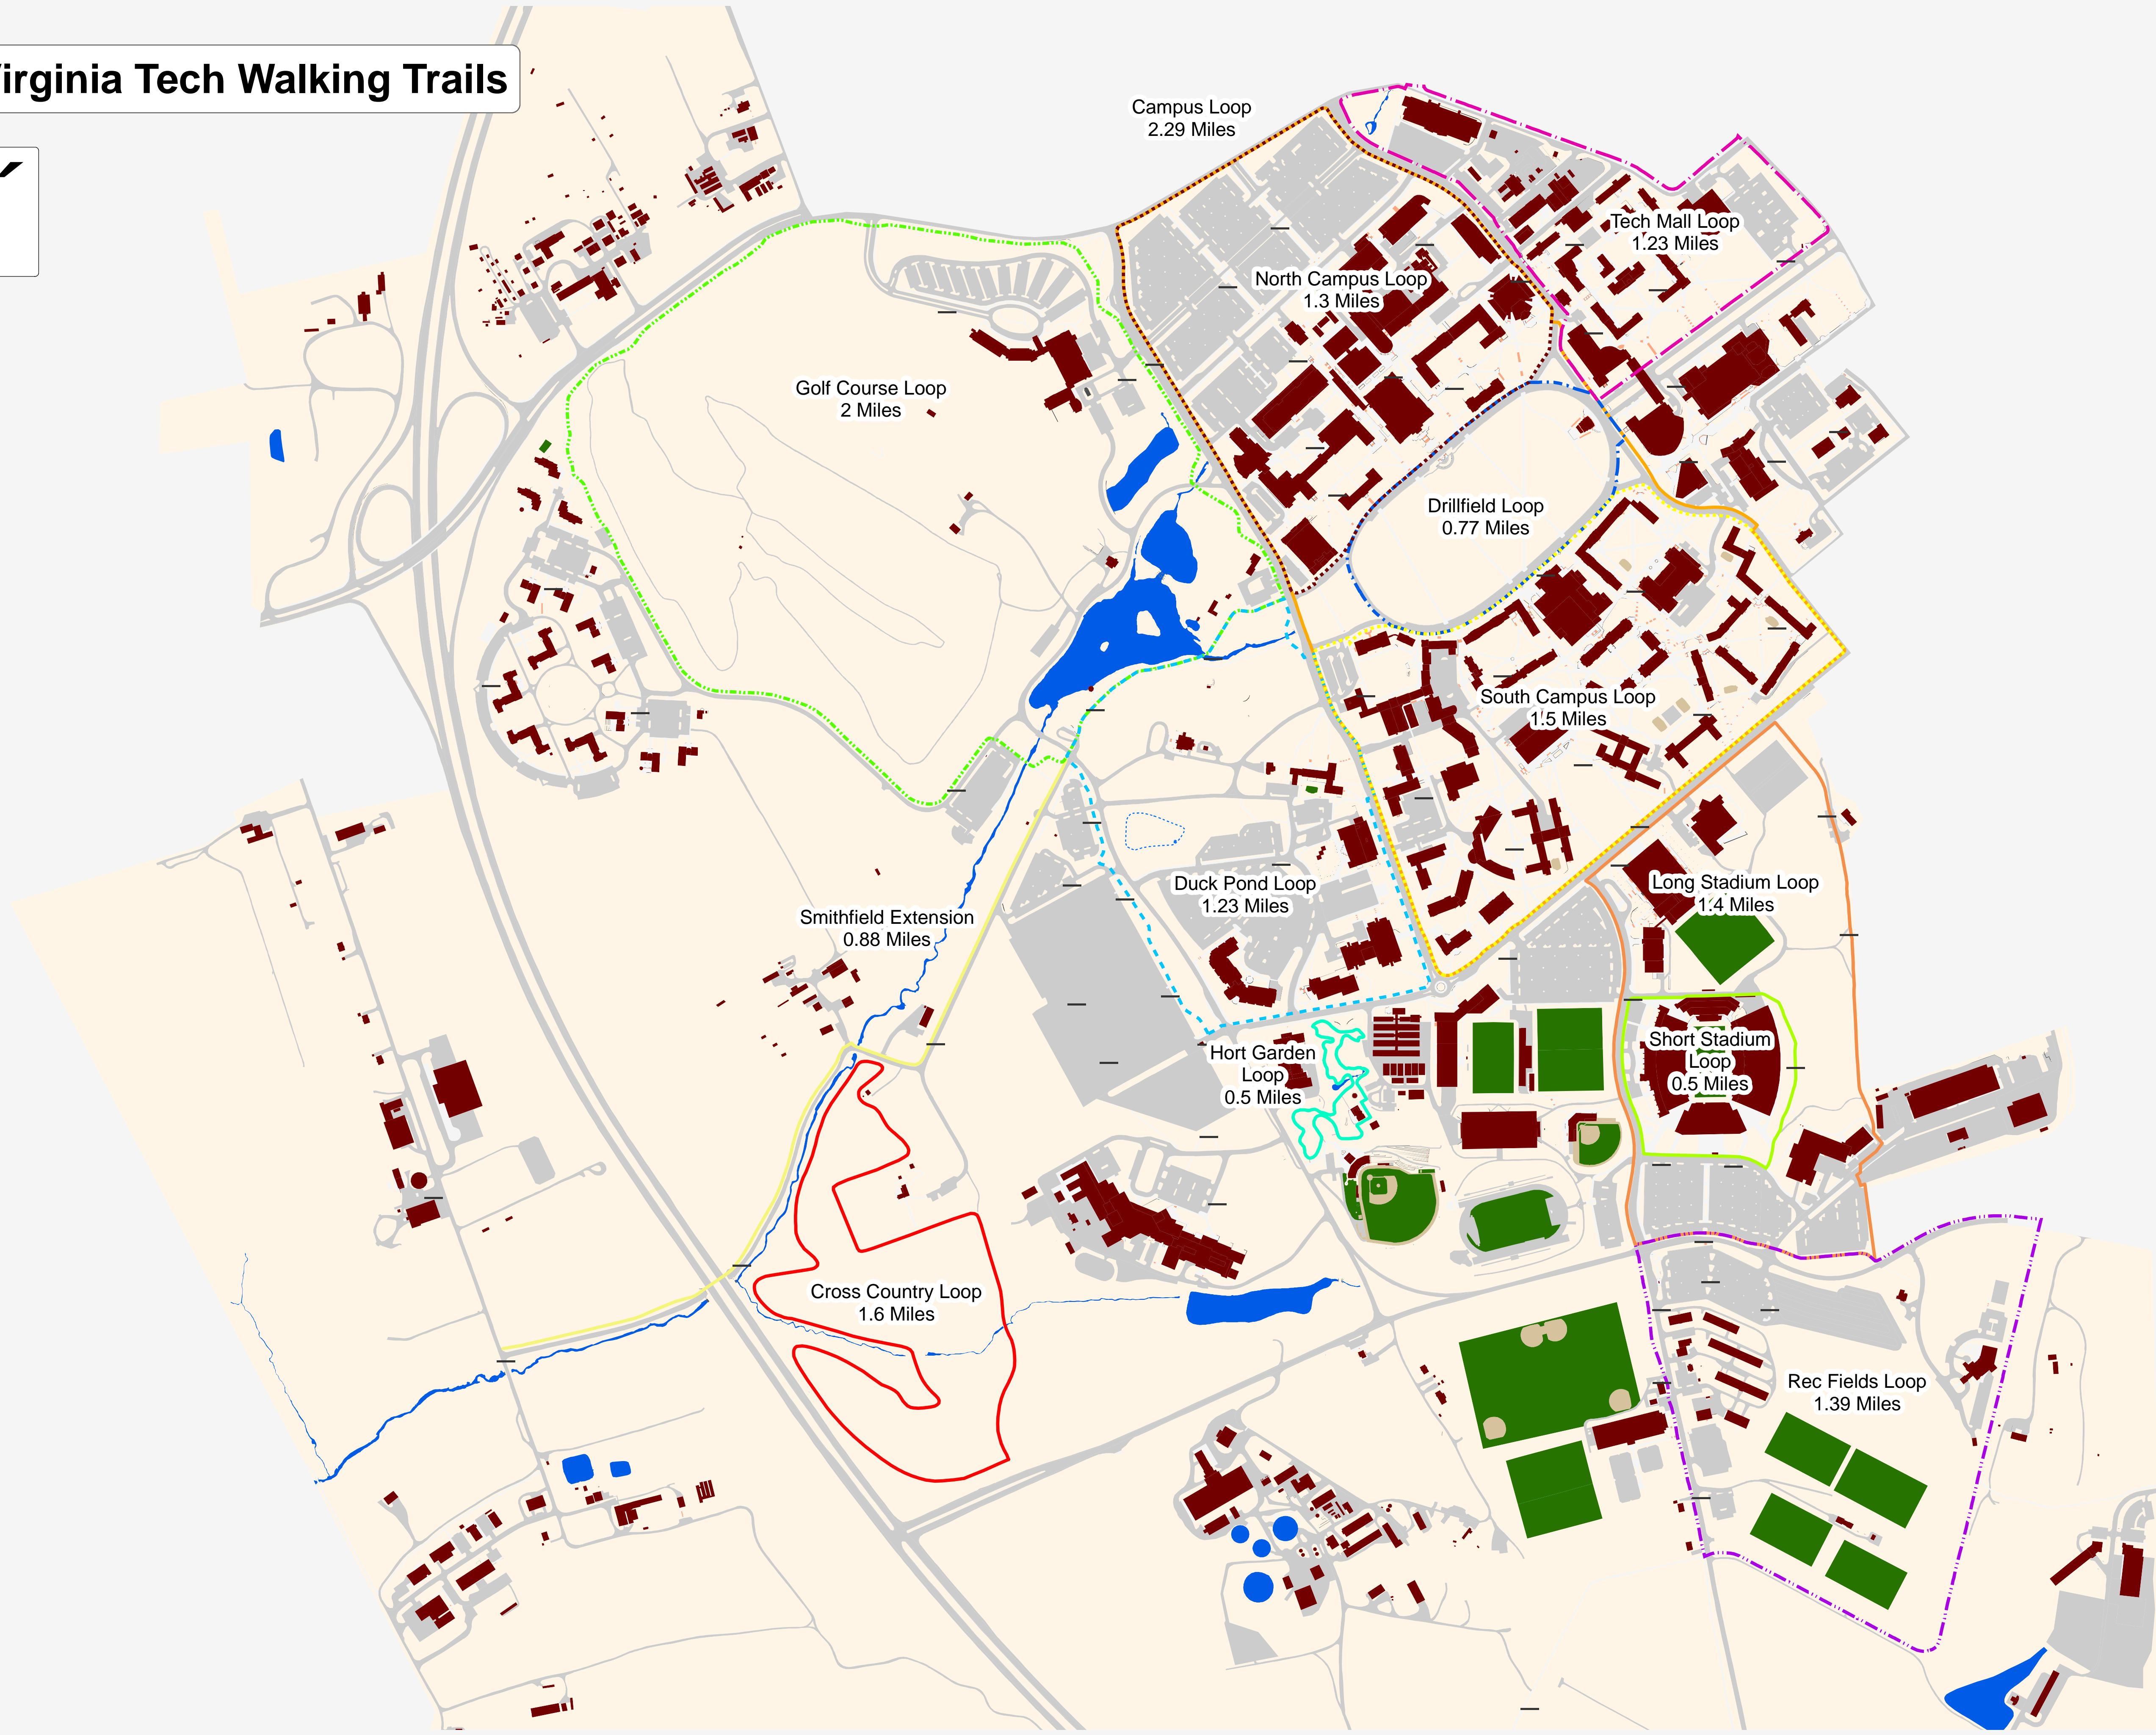 irginia Tech Walking Trails
Campus Loop
2.29 Miles
Tech Mall Loop
1.23 Miles
North Campus Loop
1.3 Miles
Golf Course Loop
2 Miles
Drillfield Loop
0.77 Miles
South Campus Loop
1.5 Miles
Duck Pond Loop
1.23 Miles
Long Stadium Loop
1.4 Miles
Smithfield Extension
0.88 Miles
Short Stadium
Loop
0.5 Miles
Hort Garden
Loop
0.5 Miles
Cross Country Loop
1.6 Miles
Rec Fields Loop
1.39 Miles